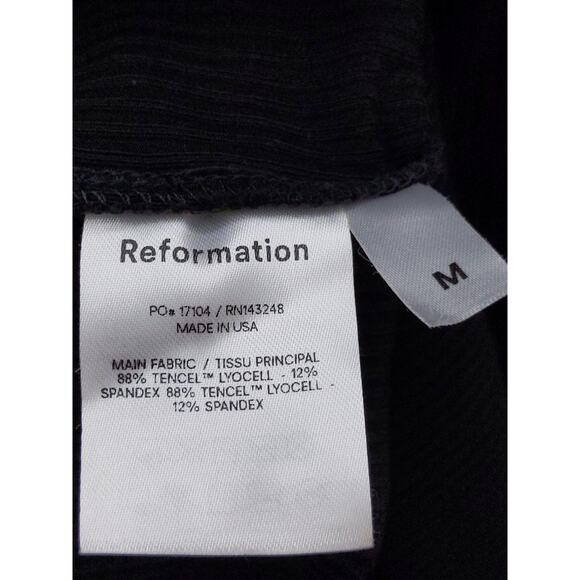 Reformation
PO# 17104 / RN143248
MADE IN USA
MAIN FABRIC / TISSU PRINCIPAL
88% TENCEL™ LYOCELL - 12%
SPANDEX 88% TENCEL™ LYOCELL -
12% SPANDEX
M